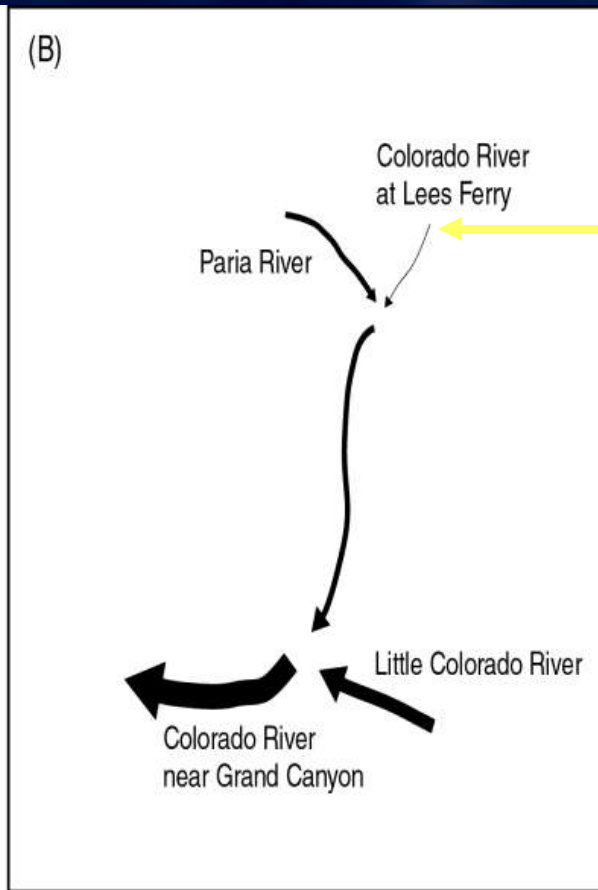 (B)
Colorado River
at Lees Ferry
Paria River
Little Colorado River
Colorado River
near Grand Canyon